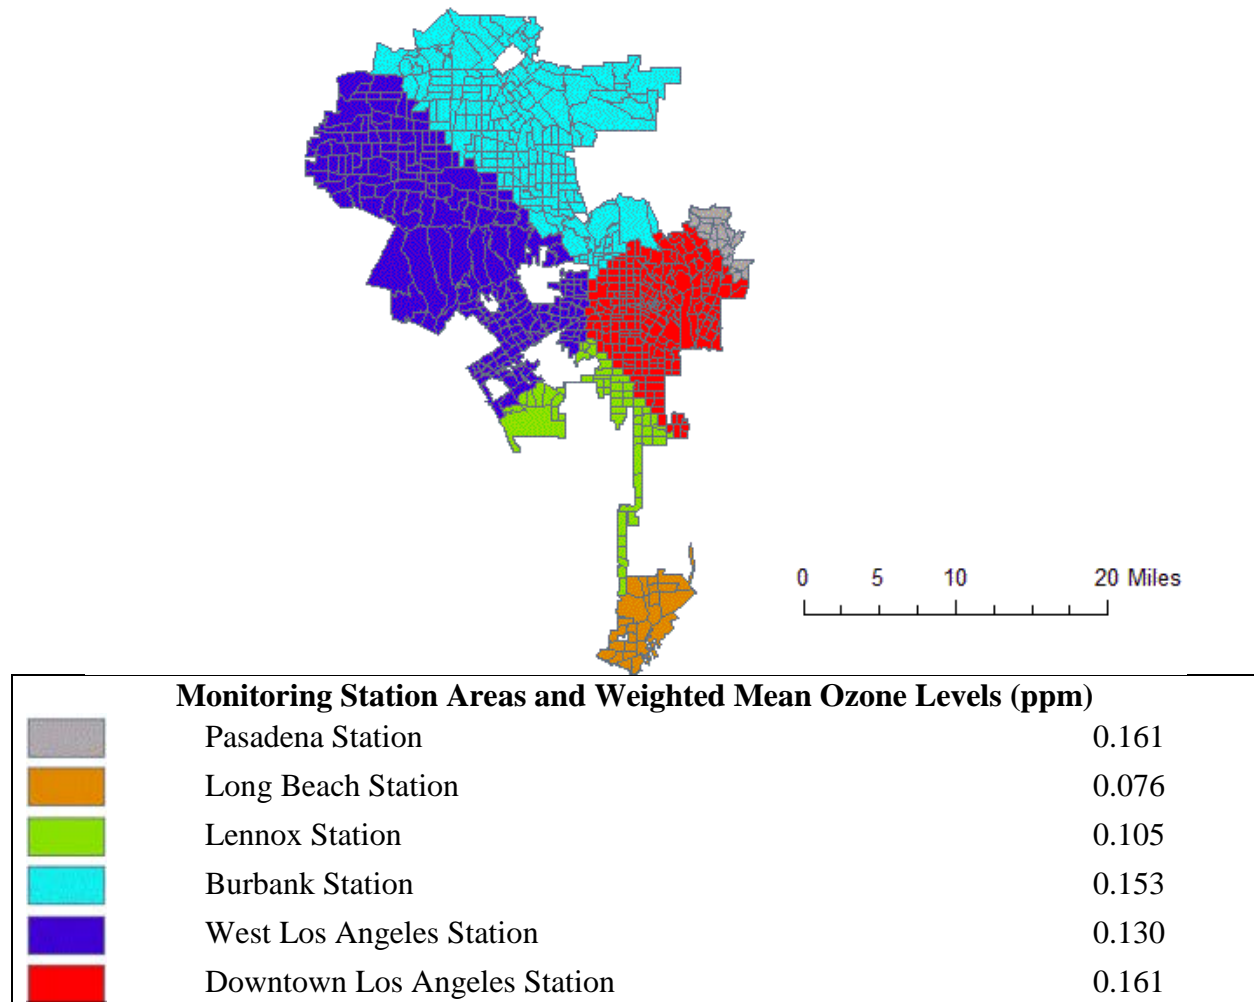 0 5 10 20 Miles
Monitoring Station Areas and Weighted Mean Ozone Levels (ppm)
Pasadena Station 0.161
Long Beach Station 0.076
Lennox Station 0.105
Burbank Station 0.153
West Los Angeles Station 0.130
Downtown Los Angeles Station 0.161